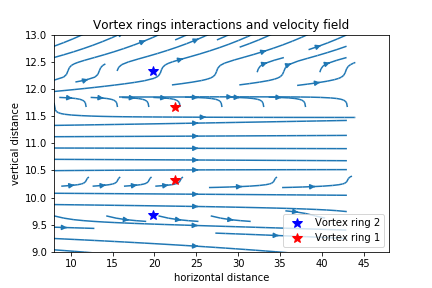 Vortex rings interactions and velocity field
13.0
12.5
12.0
11.5
11.0
10.5
10.0
9.5
9.0
vertical distance
Vortex ring 2
Vortex ring 1
10 15 20 25 30 35 40 45
horizontal distance